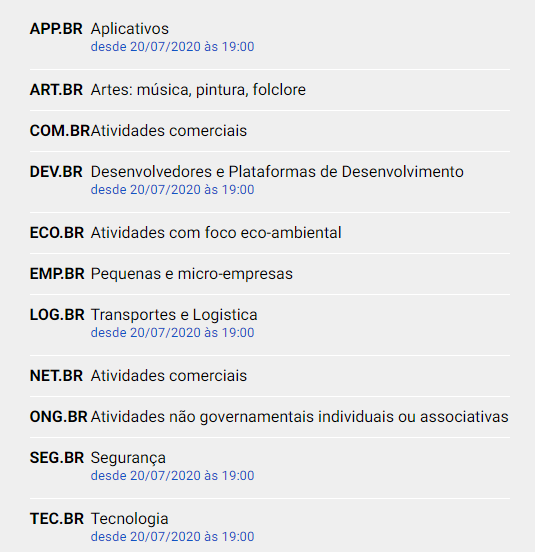 APP.BR Aplicativos
desde 20/07/2020 às 19:00
ART.BR Artes: música, pintura, folclore
COM.BR Atividades comerciais
DEV.BR Desenvolvedores e Plataformas de Desenvolvimento
desde 20/07/2020 às 19:00
ECO.BR Atividades com foco eco-ambiental
EMP.BR Pequenas e micro-empresas
LOG.BR Transportes e Logistica
desde 20/07/2020 às 19:00
NET.BR Atividades comerciais
ONG.BR Atividades não governamentais individuais ou associativas
SEG.BR Segurança
desde 20/07/2020 às 19:00
TEC.BR Tecnologia
desde 20/07/2020 às 19:00